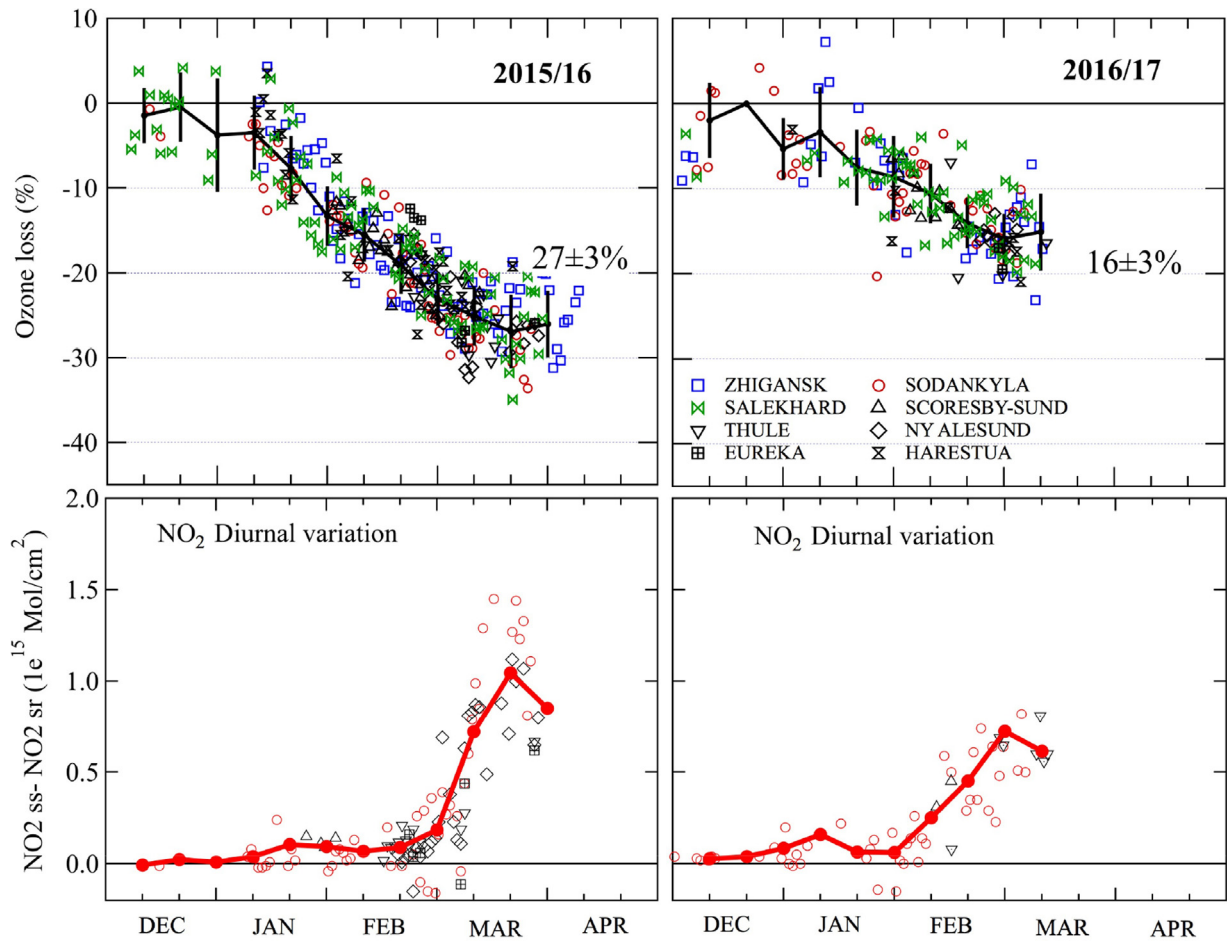 10
0
-10
-20
-30
-40
Ozone loss (%)
2015/16
27±3%
2016/17
16±3%
ZHIGANSK
SALEKHARD
THULE
EUREKA
SODANKYLA
SCORESBY-SUND
NY ALESUND
HARESTUA
2.0
1.5
1.0
0.5
0.0
NO2 ss- NO2 sr (1e¹⁵ Mol/cm²)
NO₂ Diurnal variation
NO₂ Diurnal variation
DEC JAN FEB MAR APR
DEC JAN FEB MAR APR